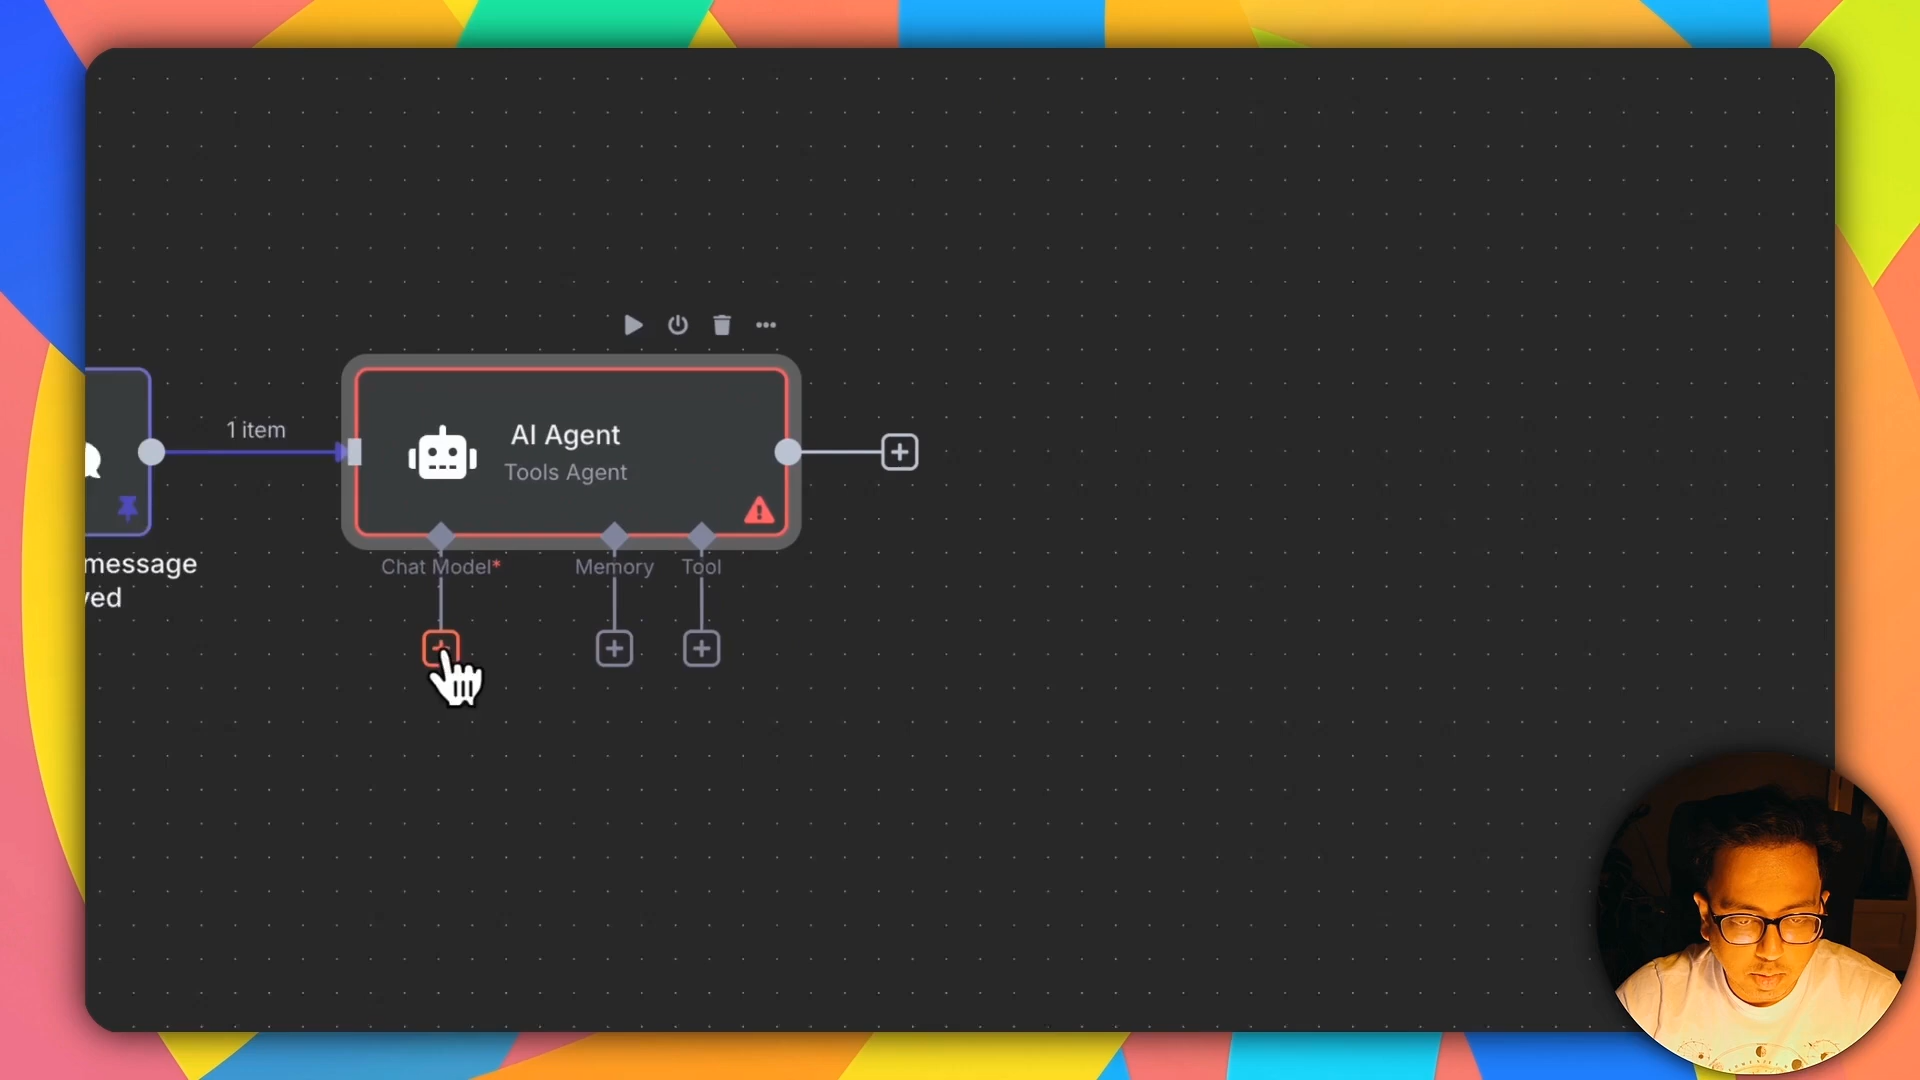 1 item
AI Agent
Tools Agent
Chat Model*
Memory
Tool
message
ved